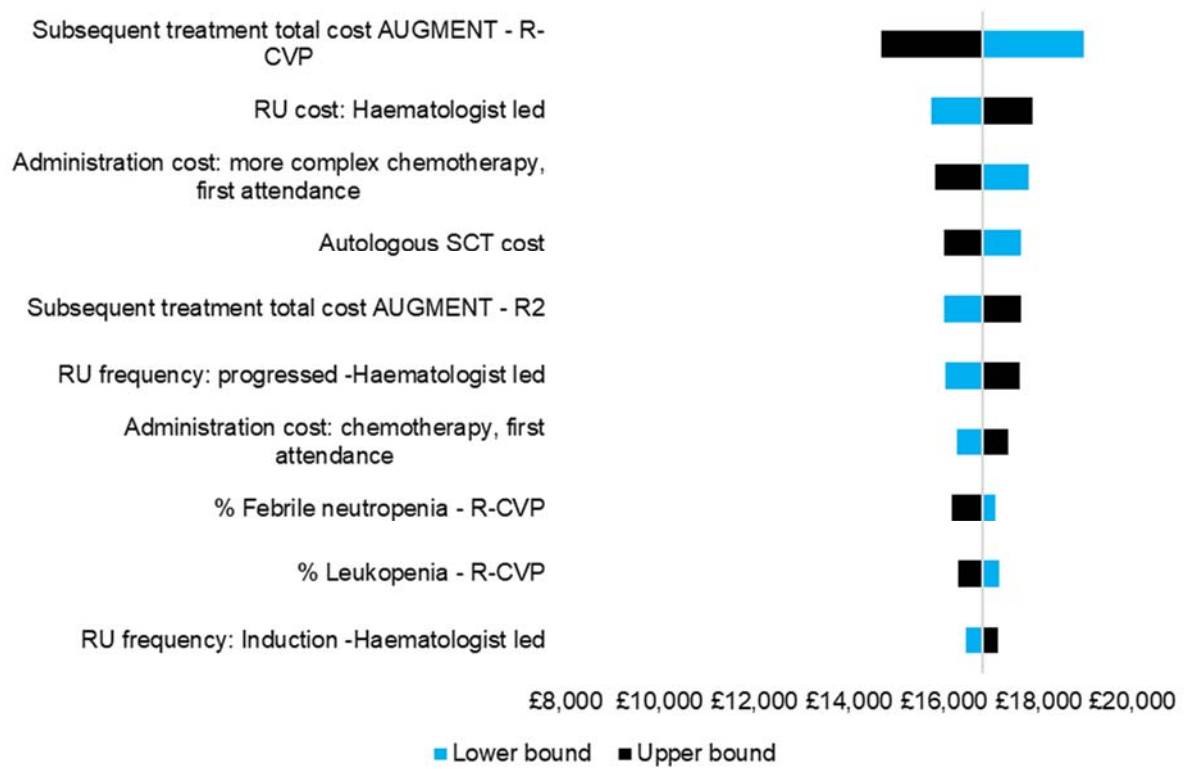 Subsequent treatment total cost AUGMENT - R-
CVP
RU cost: Haematologist led
Administration cost: more complex chemotherapy,
first attendance
Autologous SCT cost
Subsequent treatment total cost AUGMENT - R2
RU frequency: progressed -Haematologist led
Administration cost: chemotherapy, first
attendance
% Febrile neutropenia - R-CVP
% Leukopenia - R-CVP
RU frequency: Induction -Haematologist led
£8,000 £10,000 £12,000 £14,000 £16,000 £18,000 £20,000
Lower bound Upper bound